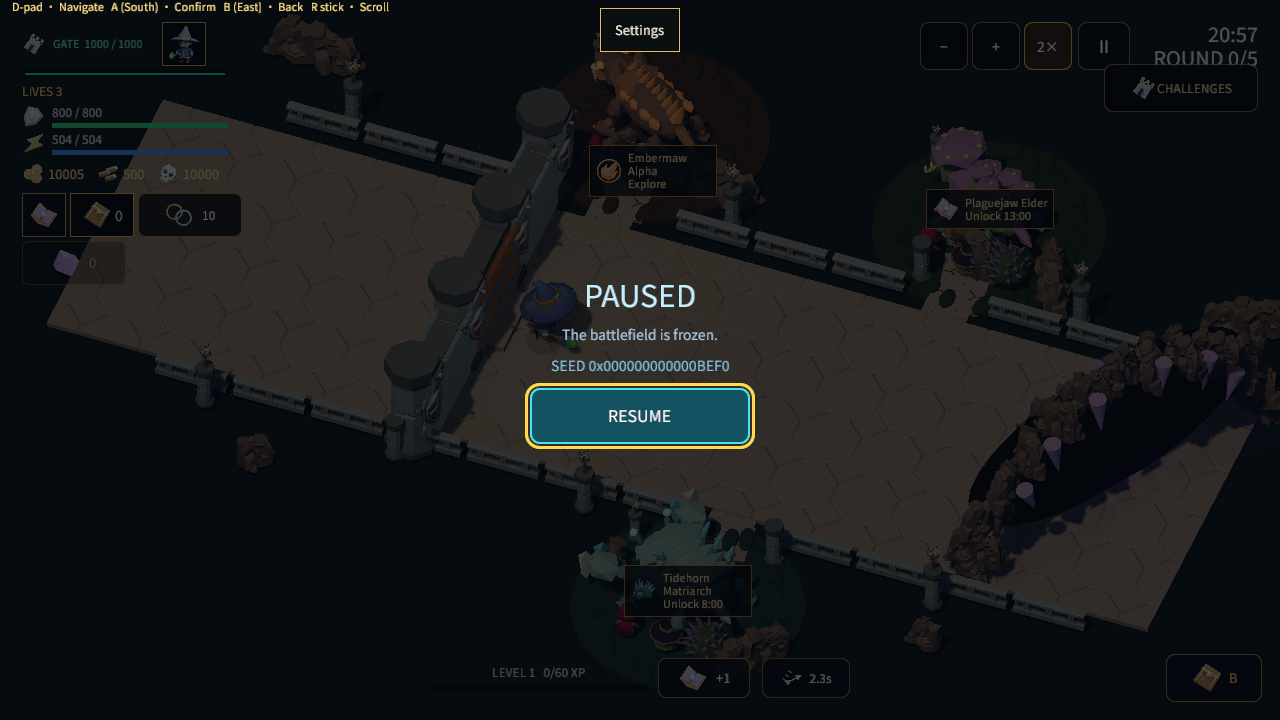 D-pad • Navigate A (South) • Confirm B (East) • Back R stick • Scroll
Settings
GATE 1000 / 1000
− + 2×
20:57
ROUND 0/5
CHALLENGES
LIVES 3
800 / 800
504 / 504
10005 500 10000
0 10
0
Embermaw
Alpha
Explore
Plaguejaw Elder
Unlock 13:00
PAUSED
The battlefield is frozen.
SEED 0x000000000000BEF0
RESUME
Tidehorn
Matriarch
Unlock 8:00
LEVEL 1 0/60 XP
+1
2.3s
B